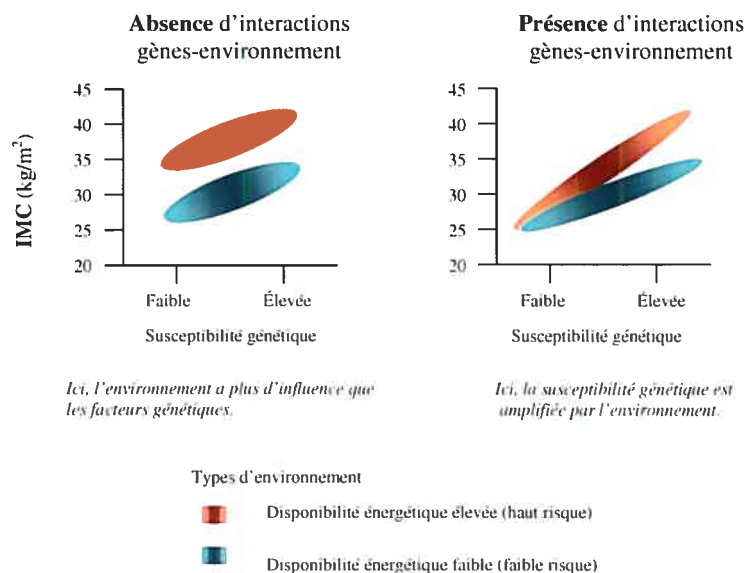 Absence d'interactions
gènes-environnement
45
40
35
30
25
20
IMC (kg/m²)
Faible
Élevée
Susceptibilité génétique
Ici, l'environnement a plus d'influence que
les facteurs génétiques.
Présence d'interactions
gènes-environnement
45
40
35
30
25
20
Faible
Élevée
Susceptibilité génétique
Ici, la susceptibilité génétique est
amplifiée par l'environnement.
Types d'environnement
Disponibilité énergétique élevée (haut risque)
Disponibilité énergétique faible (faible risque)